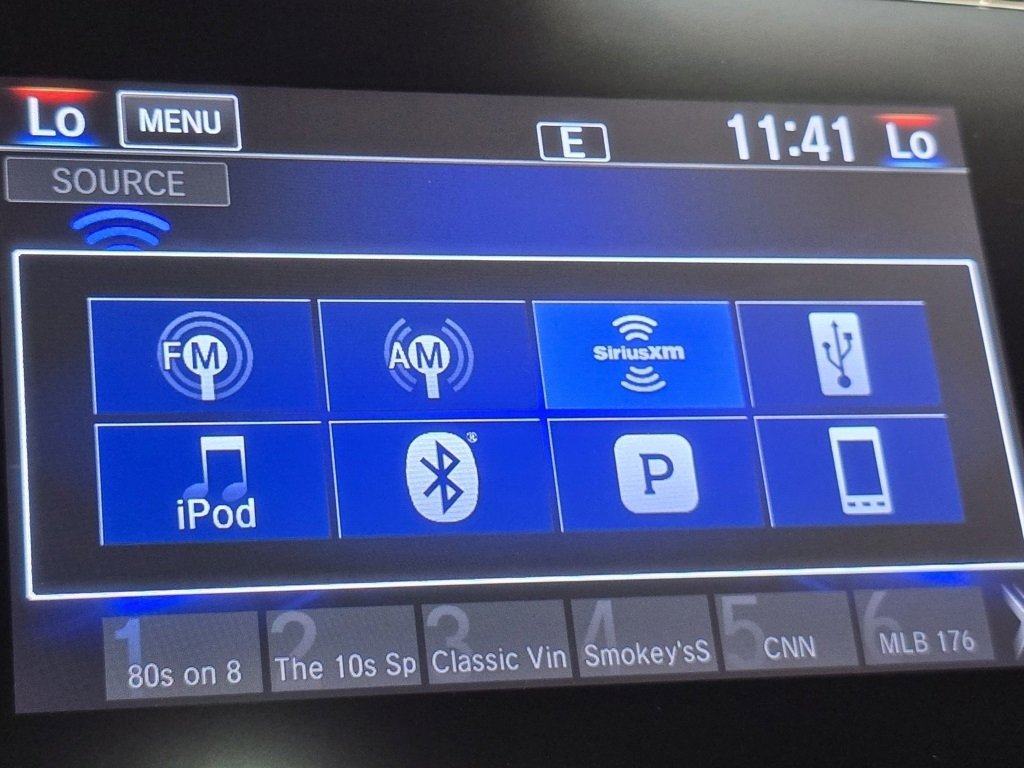 Lo MENU E 11:41 Lo
SOURCE
FM AM SiriusXM
iPod ® P
1 2 3 4 5 6
80s on 8 The 10s Sp Classic Vin Smokey'sS CNN MLB 176